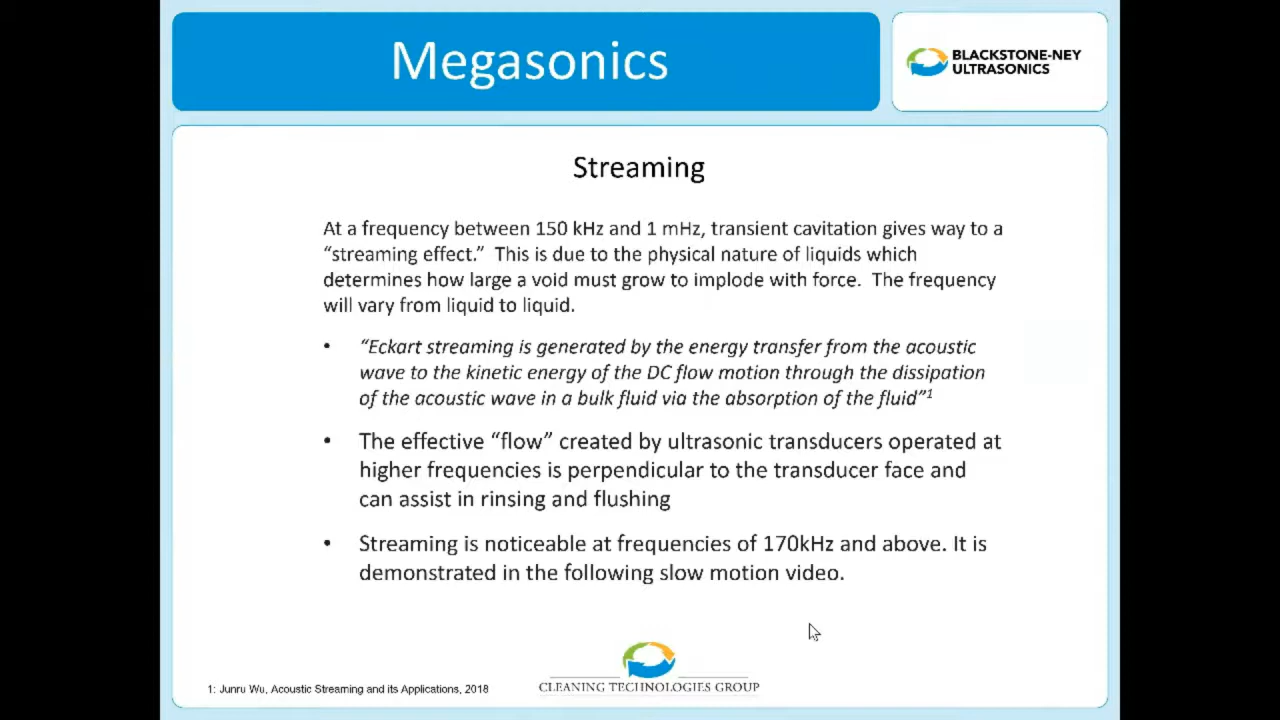 Megasonics
BLACKSTONE-NEY
ULTRASONICS
Streaming
At a frequency between 150 kHz and 1 mHz, transient cavitation gives way to a
“streaming effect.” This is due to the physical nature of liquids which
determines how large a void must grow to implode with force. The frequency
will vary from liquid to liquid.
• “Eckart streaming is generated by the energy transfer from the acoustic
wave to the kinetic energy of the DC flow motion through the dissipation
of the acoustic wave in a bulk fluid via the absorption of the fluid”1
• The effective “flow” created by ultrasonic transducers operated at
higher frequencies is perpendicular to the transducer face and
can assist in rinsing and flushing
• Streaming is noticeable at frequencies of 170kHz and above. It is
demonstrated in the following slow motion video.
1: Junru Wu, Acoustic Streaming and its Applications, 2018
CLEANING TECHNOLOGIES GROUP